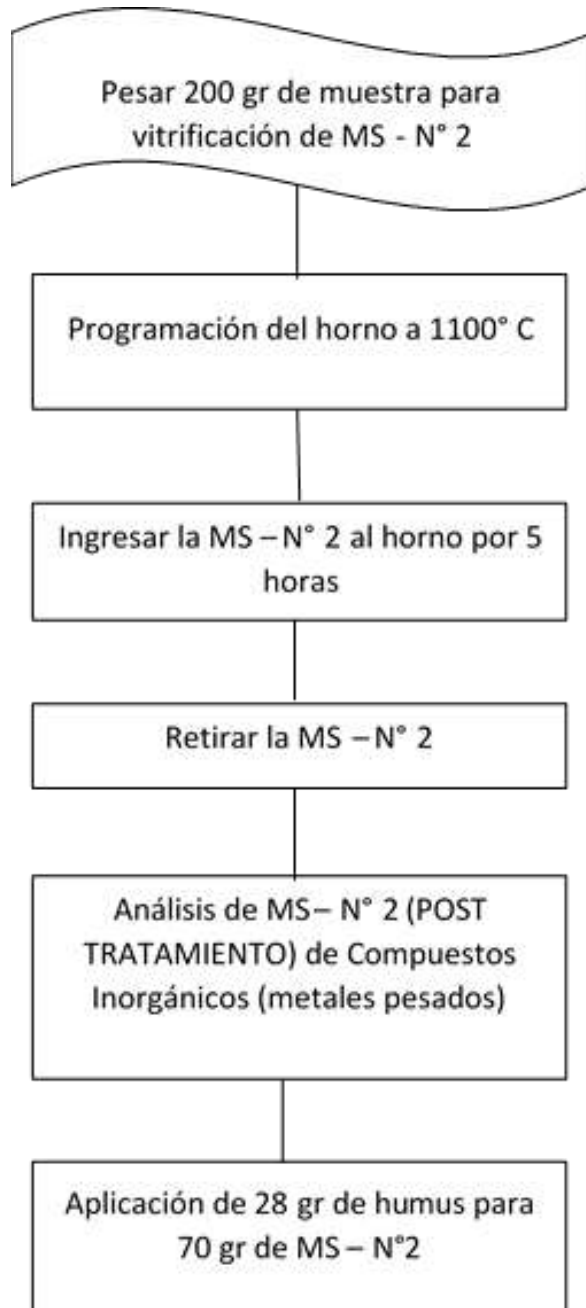 Pesar 200 gr de muestra para
vitrificación de MS - N° 2
Programación del horno a 1100° C
Ingresar la MS – N° 2 al horno por 5
horas
Retirar la MS – N° 2
Análisis de MS– N° 2 (POST
TRATAMIENTO) de Compuestos
Inorgánicos (metales pesados)
Aplicación de 28 gr de humus para
70 gr de MS – N°2